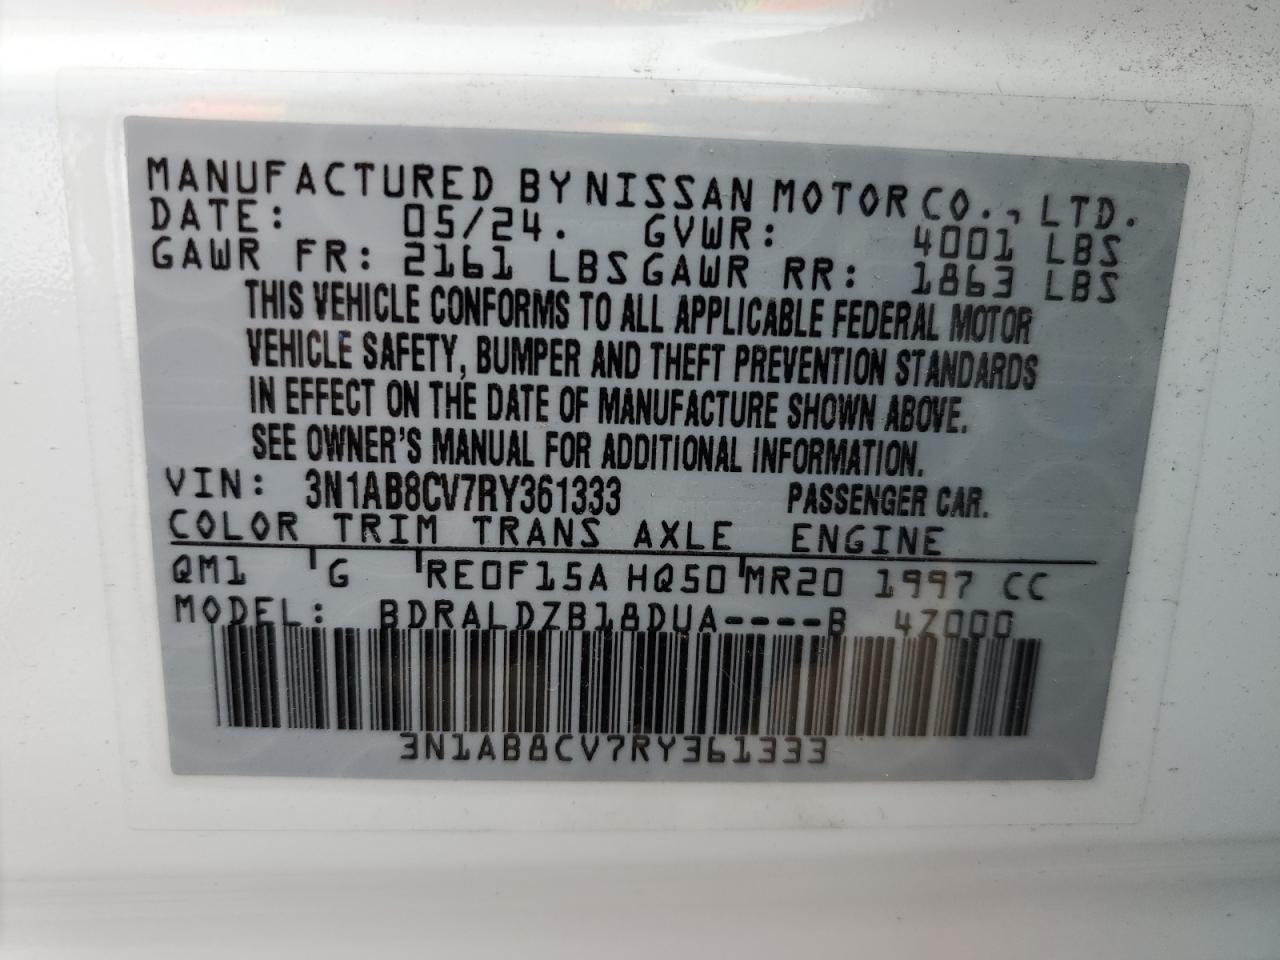 MANUFACTURED BY NISSAN MOTOR CO., LTD.
DATE: 05/24. GVWR: 4001 LBS
GAWR FR: 2161 LBS GAWR RR: 1863 LBS
THIS VEHICLE CONFORMS TO ALL APPLICABLE FEDERAL MOTOR
VEHICLE SAFETY, BUMPER AND THEFT PREVENTION STANDARDS
IN EFFECT ON THE DATE OF MANUFACTURE SHOWN ABOVE.
SEE OWNER'S MANUAL FOR ADDITIONAL INFORMATION.
VIN: 3N1AB8CV7RY361333 PASSENGER CAR.
COLOR TRIM TRANS AXLE ENGINE
QM1 G RE0F15A HQ50 MR20 1997 CC
MODEL: BDRALDZB18DUA----B 4Z000
3N1AB8CV7RY361333